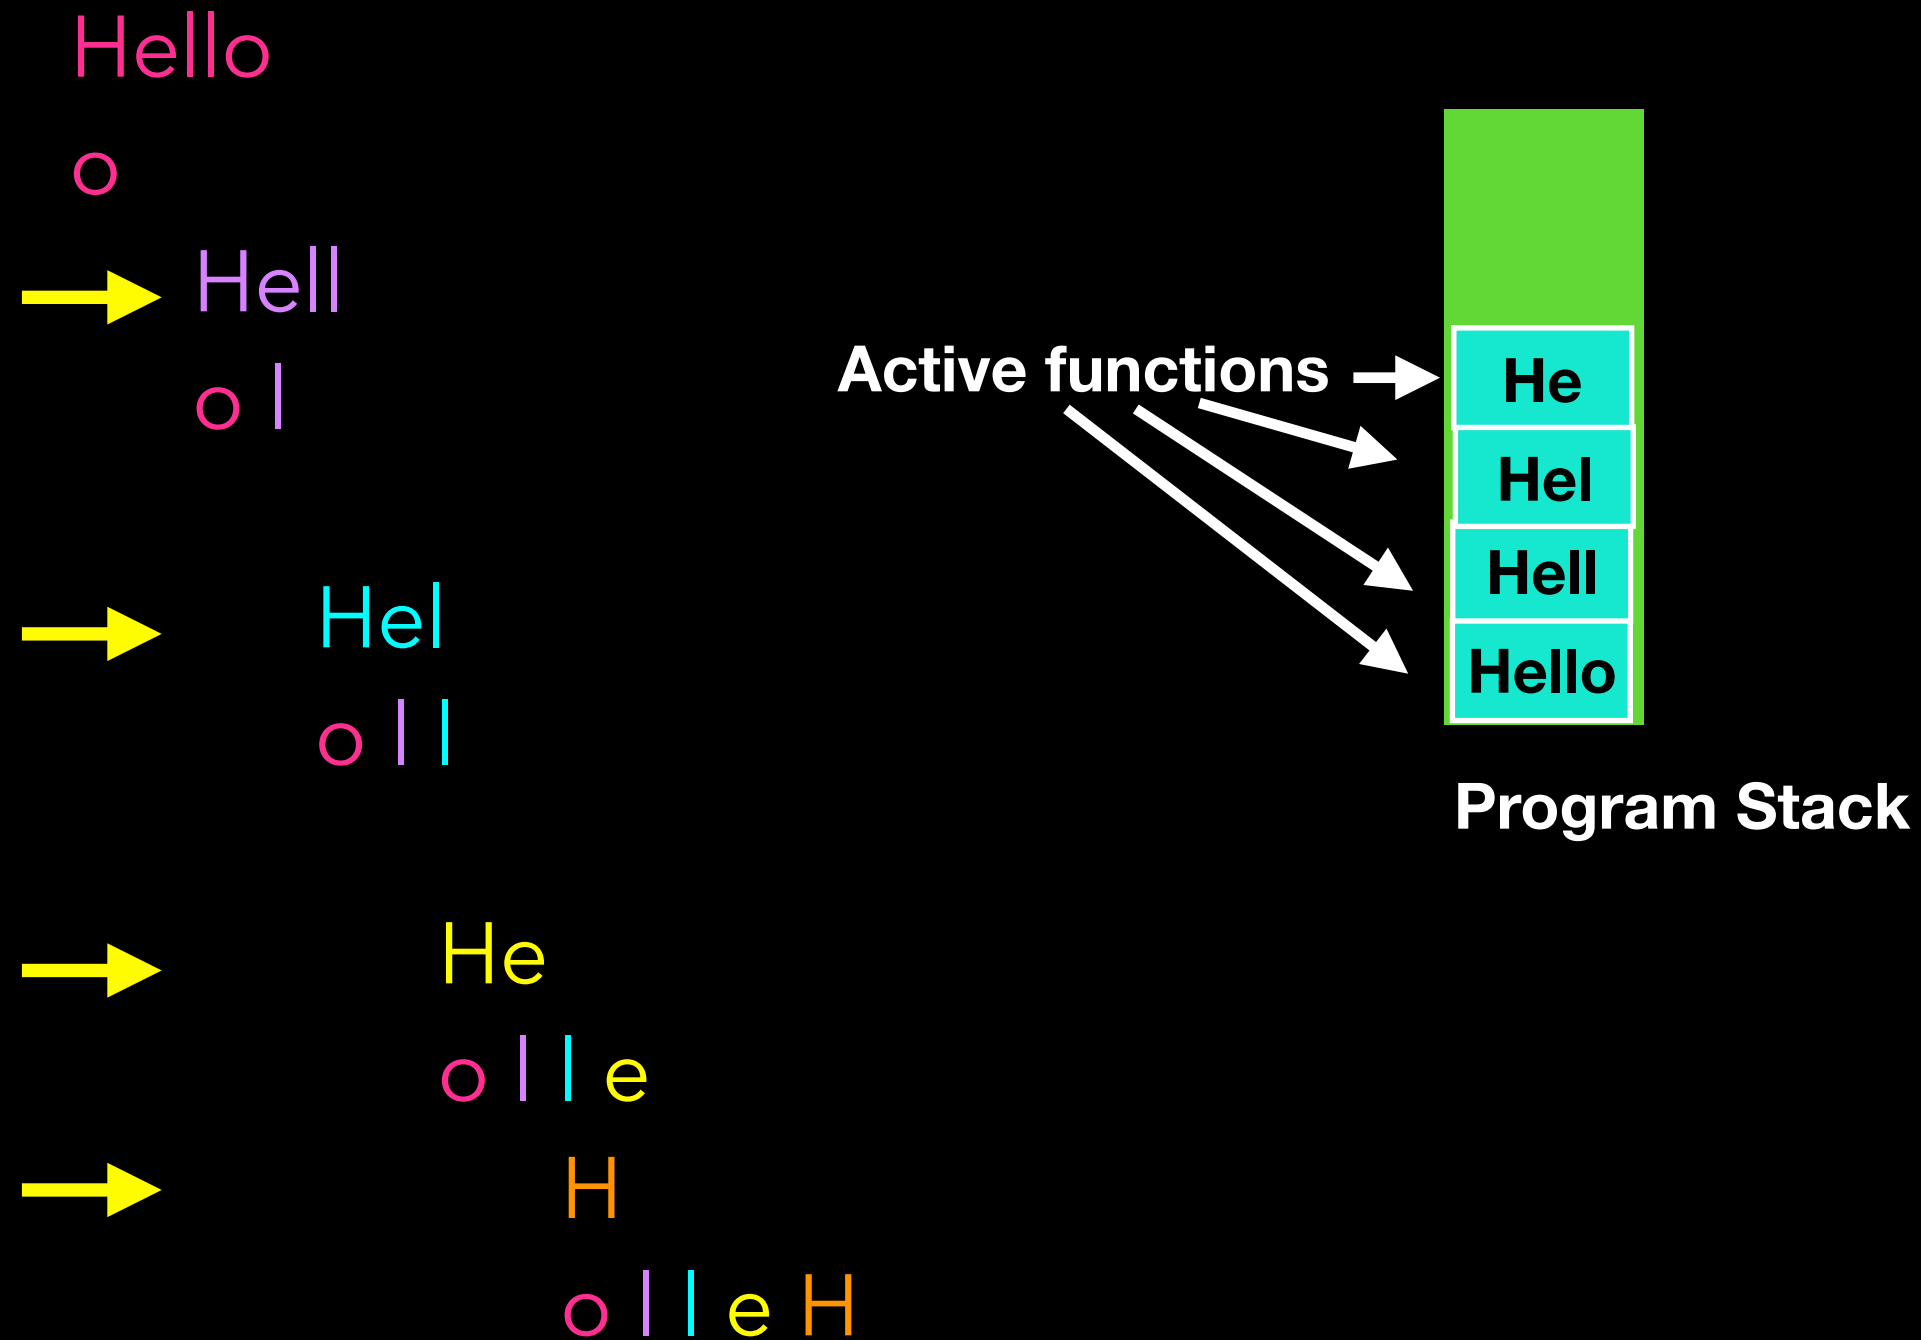 Hello
o
Hell
o l
Hel
o l l
He
o l l e
H
o l l e H
Active functions
He
Hel
Hell
Hello
Program Stack